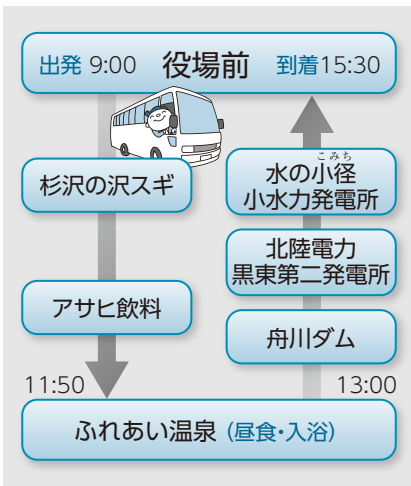 出発 9:00 役場前 到着15:30
杉沢の沢スギ
アサヒ飲料
11:50
こみち
水の小径
小水力発電所
北陸電力
黒東第二発電所
舟川ダム
13:00
ふれあい温泉（昼食・入浴）